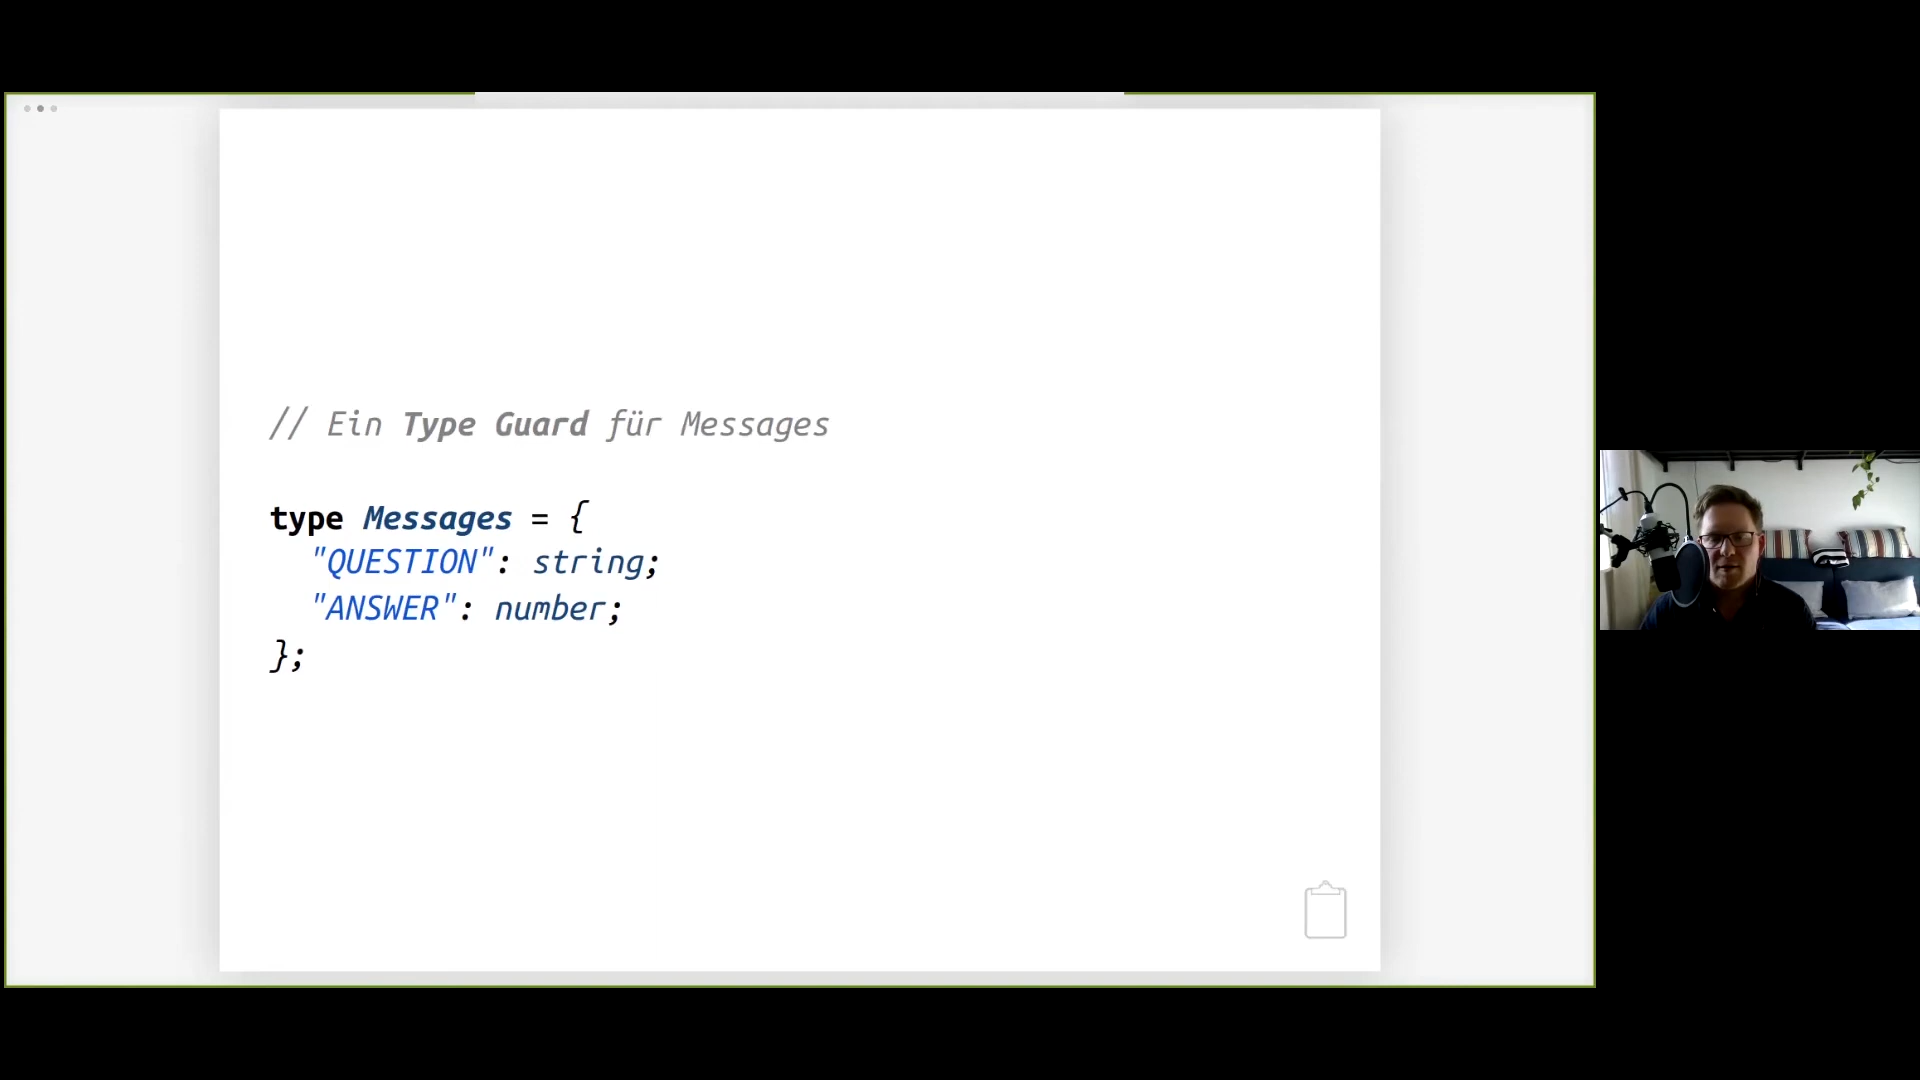 // Ein Type Guard für Messages
type Messages = {
"QUESTION": string;
"ANSWER": number;
};